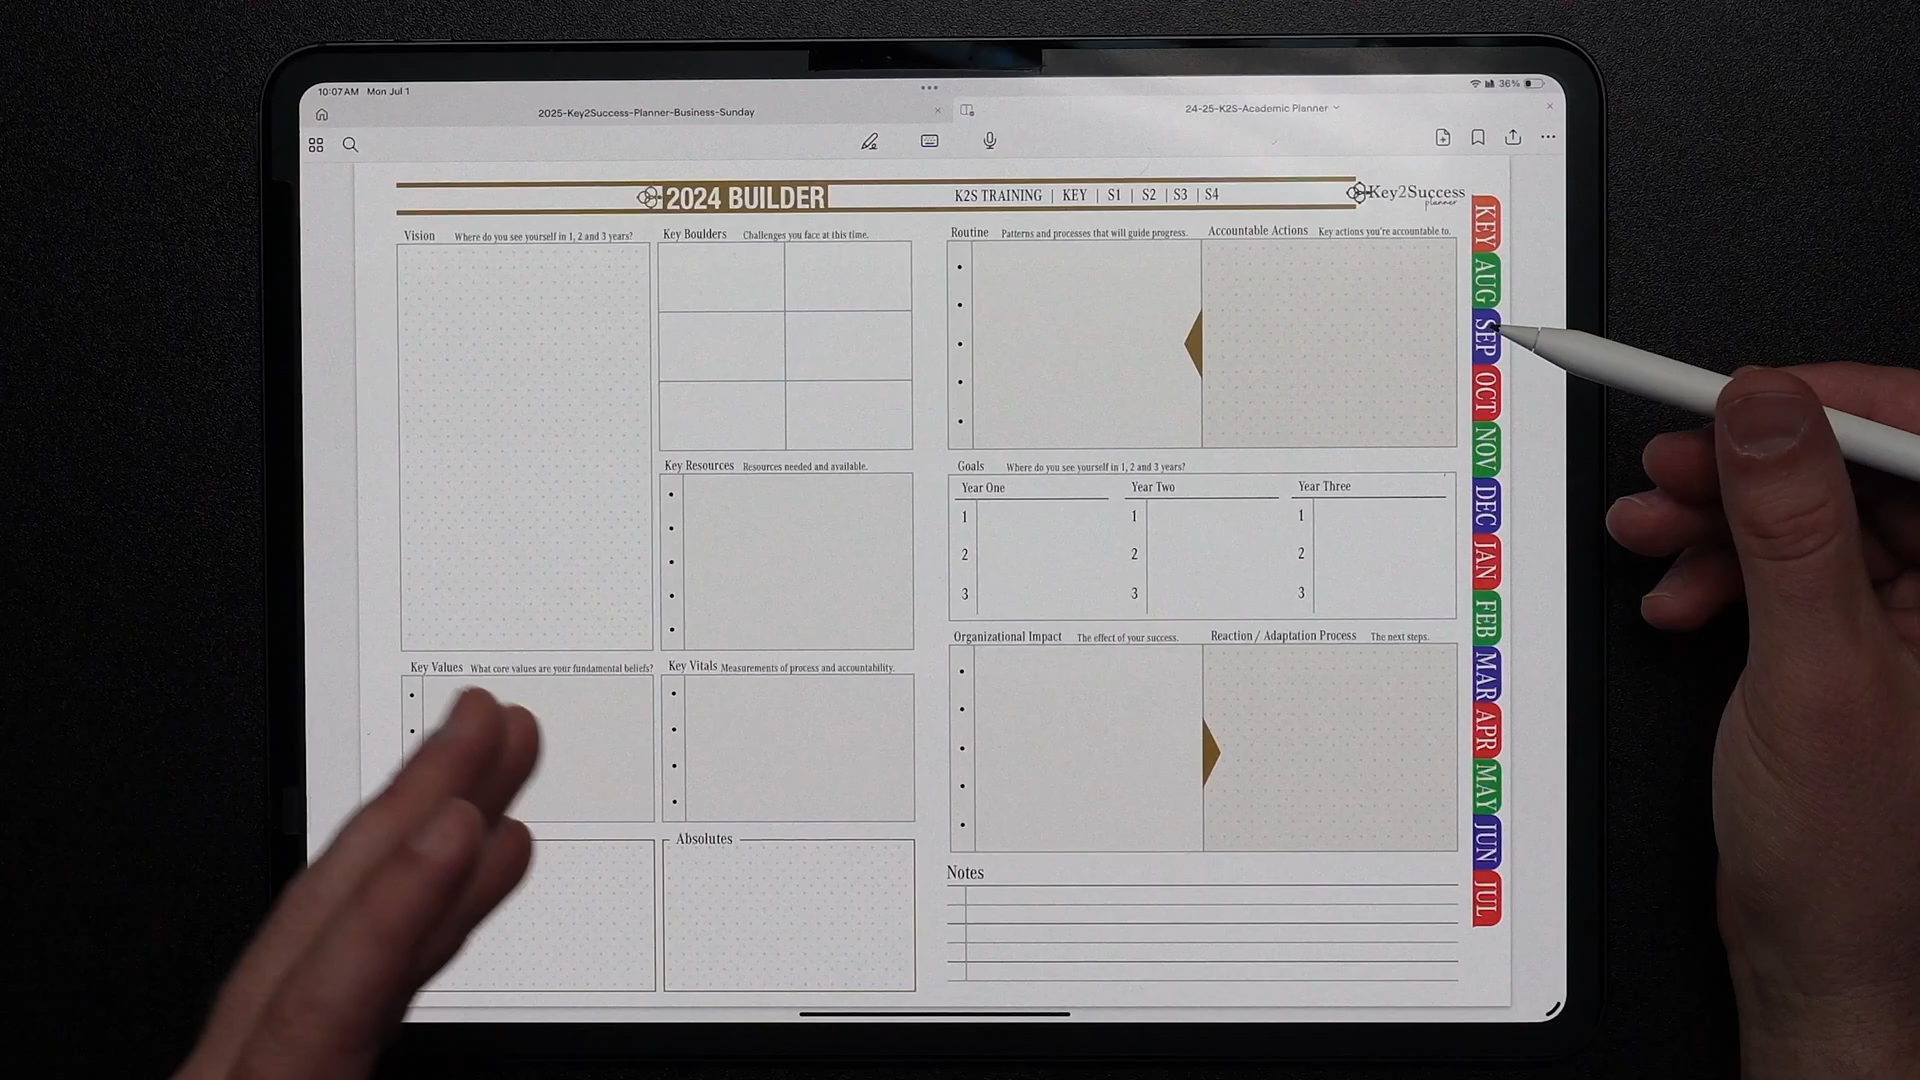 10:07AM Mon Jul 1
36%
2025-Key2Success-Planner-Business-Sunday
24-25-K2S-Academic Planner
2024 BUILDER
K2S TRAINING | KEY | S1 | S2 | S3 | S4
Key2Success
planner
Vision Where do you see yourself in 1, 2 and 3 years?
Key Boulders Challenges you face at this time.
Key Resources Resources needed and available.
Key Values What core values are your fundamental beliefs?
Key Vitals Measurements of process and accountability.
Absolutes
Routine Patterns and processes that will guide progress.
Accountable Actions Key actions you're accountable to.
Goals Where do you see yourself in 1, 2 and 3 years?
Year One
1
2
3
Year Two
1
2
3
Year Three
1
2
3
Organizational Impact The effect of your success.
Reaction / Adaptation Process The next steps.
Notes
KEY
AUG
SEP
OCT
NOV
DEC
JAN
FEB
MAR
APR
MAY
JUN
JUL